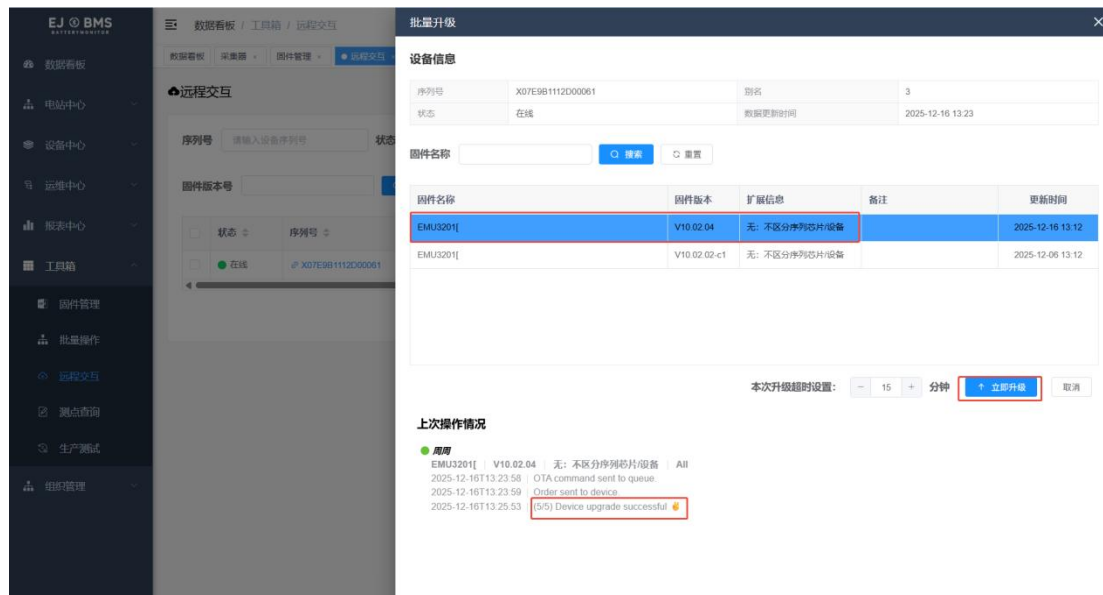 EJ BMS
BATTERYMONITOR
数据看板
电站中心
设备中心
运维中心
报表中心
工具箱
固件管理
批量操作
远程交互
测点查询
生产测试
组织管理
数据看板 / 工具箱 / 远程交互
数据看板 采集器 × 固件管理 × 远程交互
远程交互
序列号 请输入设备序列号 状态
固件版本号
状态 序列号
在线 X07E9B1112D00061
批量升级 ×
设备信息
序列号 X07E9B1112D00061 别名 3
状态 在线 数据更新时间 2025-12-16 13:23
固件名称 搜索 重置
固件名称 固件版本 扩展信息 备注 更新时间
EMU3201[ V10.02.04 无：不区分序列芯片/设备 2025-12-16 13:12
EMU3201[ V10.02.02-c1 无：不区分序列芯片/设备 2025-12-06 13:12
本次升级超时设置： － 15 + 分钟 ↑ 立即升级 取消
上次操作情况
周周
EMU3201[ | V10.02.04 | 无：不区分序列芯片/设备 | All
2025-12-16T13:23:58 | OTA command sent to queue.
2025-12-16T13:23:59 | Order sent to device.
2025-12-16T13:25:53 | (5/5) Device upgrade successful ✌